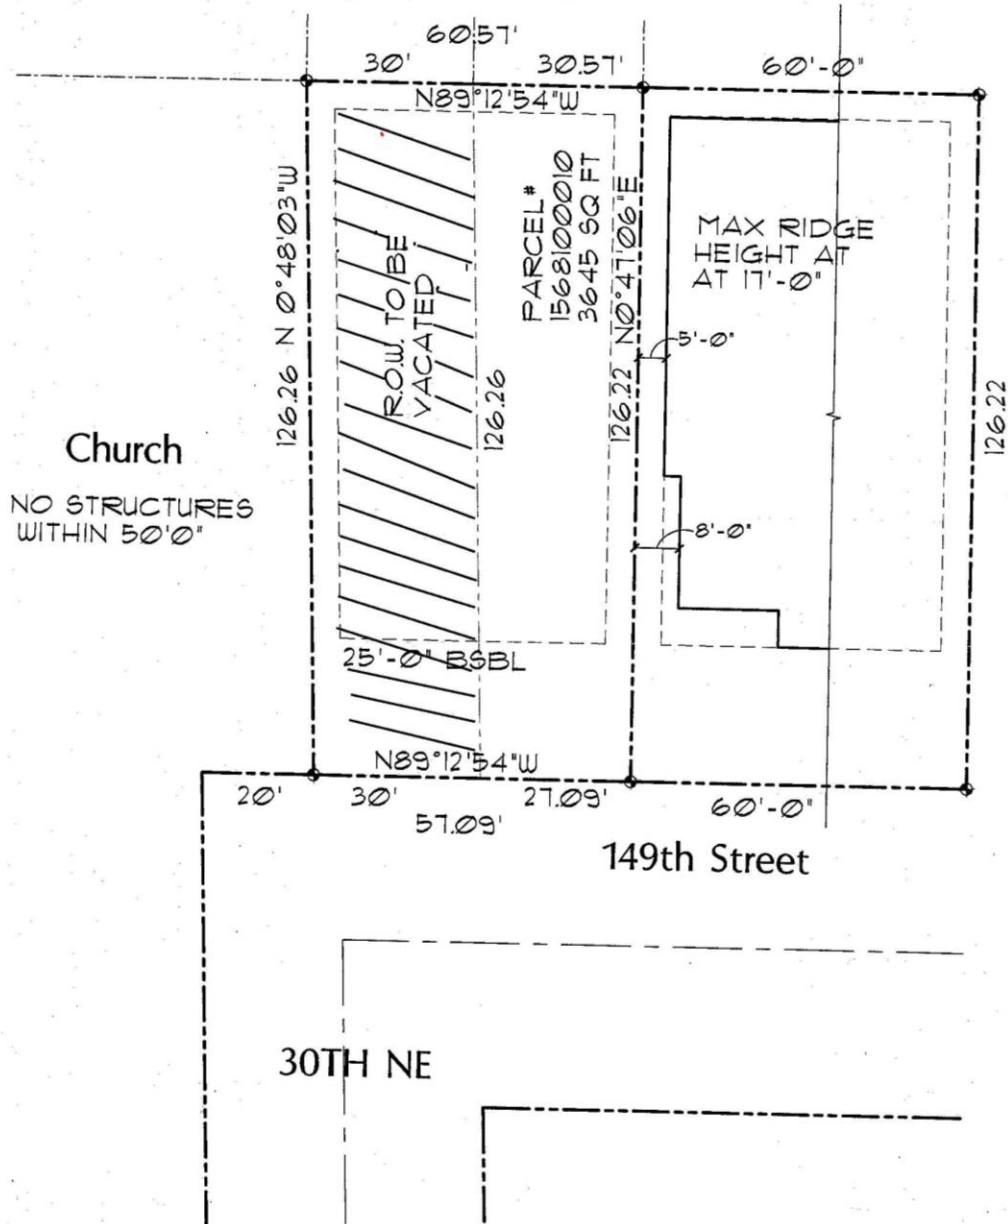 60.57'
30'
30.57'
60'-0"
N89°12'54"W
126.26 N 0°48'03"W
R.O.W. TO BE
VACATED
126.26
PARCEL#
1568100010
3645 SQ FT
126.22 N0°47'06"E
MAX RIDGE
HEIGHT AT
AT 17'-0"
5'-0"
126.22
Church
NO STRUCTURES
WITHIN 50'0"
8'-0"
25'-0" BSBL
N89°12'54"W
20'
30'
27.09'
57.09'
60'-0"
149th Street
30TH NE